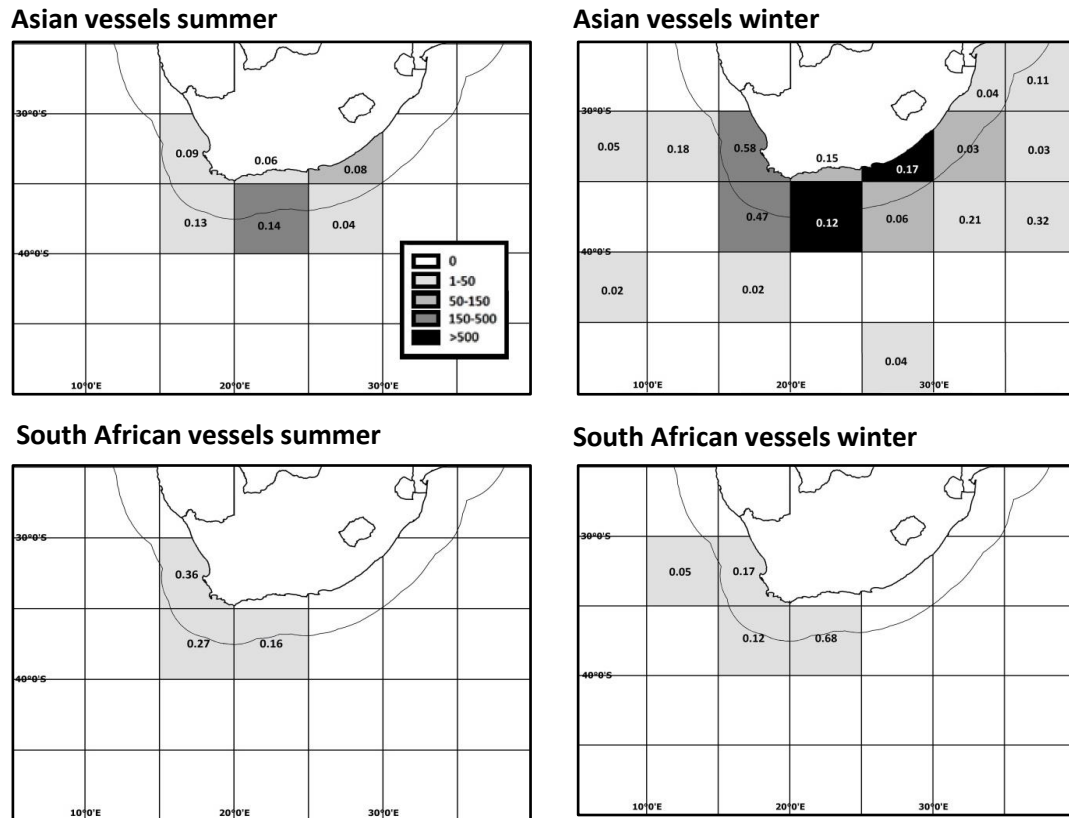 Asian vessels summer
30°0'S
0.09
0.06
0.08
0.13
0.14
0.04
40°0'S
0
1-50
50-150
150-500
>500
10°0'E
20°0'E
30°0'E
Asian vessels winter
0.11
0.04
30°0'S
0.05
0.18
0.58
0.15
0.17
0.03
0.03
0.47
0.12
0.06
0.21
0.32
40°0'S
0.02
0.02
0.04
10°0'E
20°0'E
30°0'E
South African vessels summer
30°0'S
0.36
0.27
0.16
40°0'S
10°0'E
20°0'E
30°0'E
South African vessels winter
30°0'S
0.05
0.17
0.12
0.68
40°0'S
10°0'E
20°0'E
30°0'E